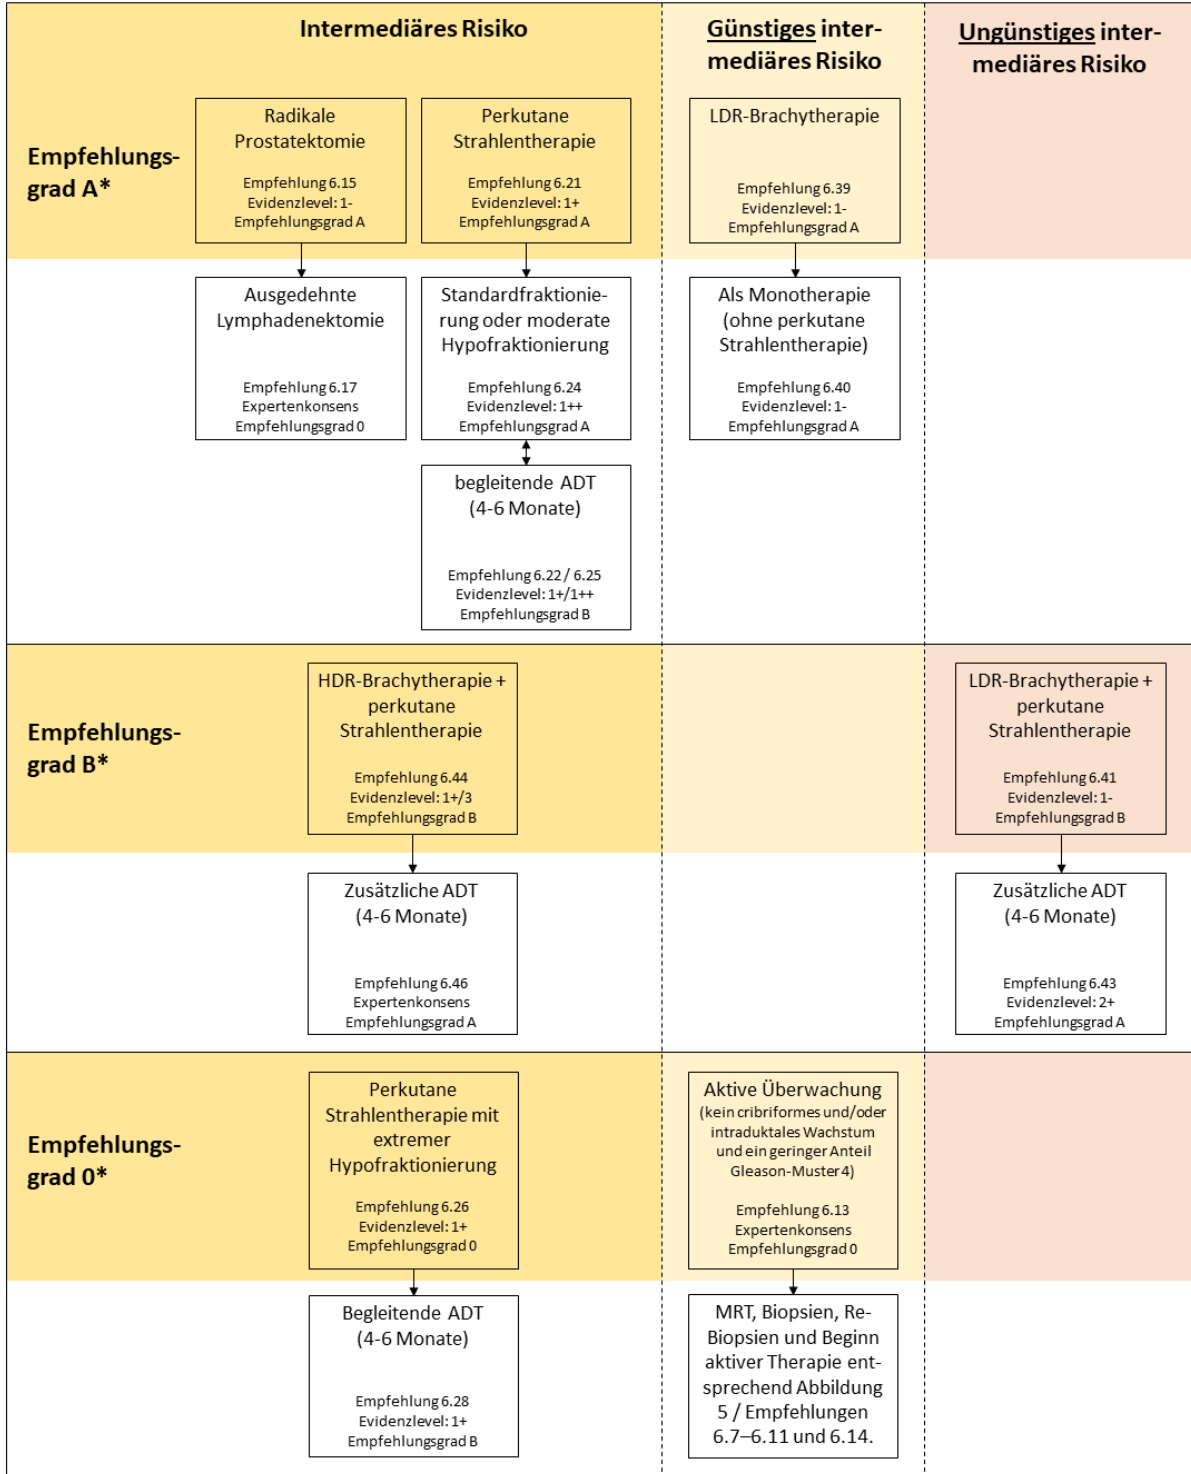 Intermediäres Risiko
Günstiges inter-
mediäres Risiko
Ungünstiges inter-
mediäres Risiko
Empfehlungs-
grad A*
Radikale
Prostatektomie
Empfehlung 6.15
Evidenzlevel: 1-
Empfehlungsgrad A
Perkutane
Strahlentherapie
Empfehlung 6.21
Evidenzlevel: 1+
Empfehlungsgrad A
LDR-Brachytherapie
Empfehlung 6.39
Evidenzlevel: 1-
Empfehlungsgrad A
Ausgedehnte
Lymphadenektomie
Empfehlung 6.17
Expertenkonsens
Empfehlungsgrad 0
Standardfraktionie-
rung oder moderate
Hypofraktionierung
Empfehlung 6.24
Evidenzlevel: 1++
Empfehlungsgrad A
Als Monotherapie
(ohne perkutane
Strahlentherapie)
Empfehlung 6.40
Evidenzlevel: 1-
Empfehlungsgrad A
begleitende ADT
(4-6 Monate)
Empfehlung 6.22 / 6.25
Evidenzlevel: 1+/1++
Empfehlungsgrad B
Empfehlungs-
grad B*
HDR-Brachytherapie +
perkutane
Strahlentherapie
Empfehlung 6.44
Evidenzlevel: 1+/3
Empfehlungsgrad B
LDR-Brachytherapie +
perkutane
Strahlentherapie
Empfehlung 6.41
Evidenzlevel: 1-
Empfehlungsgrad B
Zusätzliche ADT
(4-6 Monate)
Empfehlung 6.46
Expertenkonsens
Empfehlungsgrad A
Zusätzliche ADT
(4-6 Monate)
Empfehlung 6.43
Evidenzlevel: 2+
Empfehlungsgrad A
Empfehlungs-
grad 0*
Perkutane
Strahlentherapie mit
extremer
Hypofraktionierung
Empfehlung 6.26
Evidenzlevel: 1+
Empfehlungsgrad 0
Aktive Überwachung
(kein cribriformes und/oder
intraduktales Wachstum
und ein geringer Anteil
Gleason-Muster 4)
Empfehlung 6.13
Expertenkonsens
Empfehlungsgrad 0
Begleitende ADT
(4-6 Monate)
Empfehlung 6.28
Evidenzlevel: 1+
Empfehlungsgrad B
MRT, Biopsien, Re-
Biopsien und Beginn
aktiver Therapie ent-
sprechend Abbildung
5 / Empfehlungen
6.7–6.11 und 6.14.